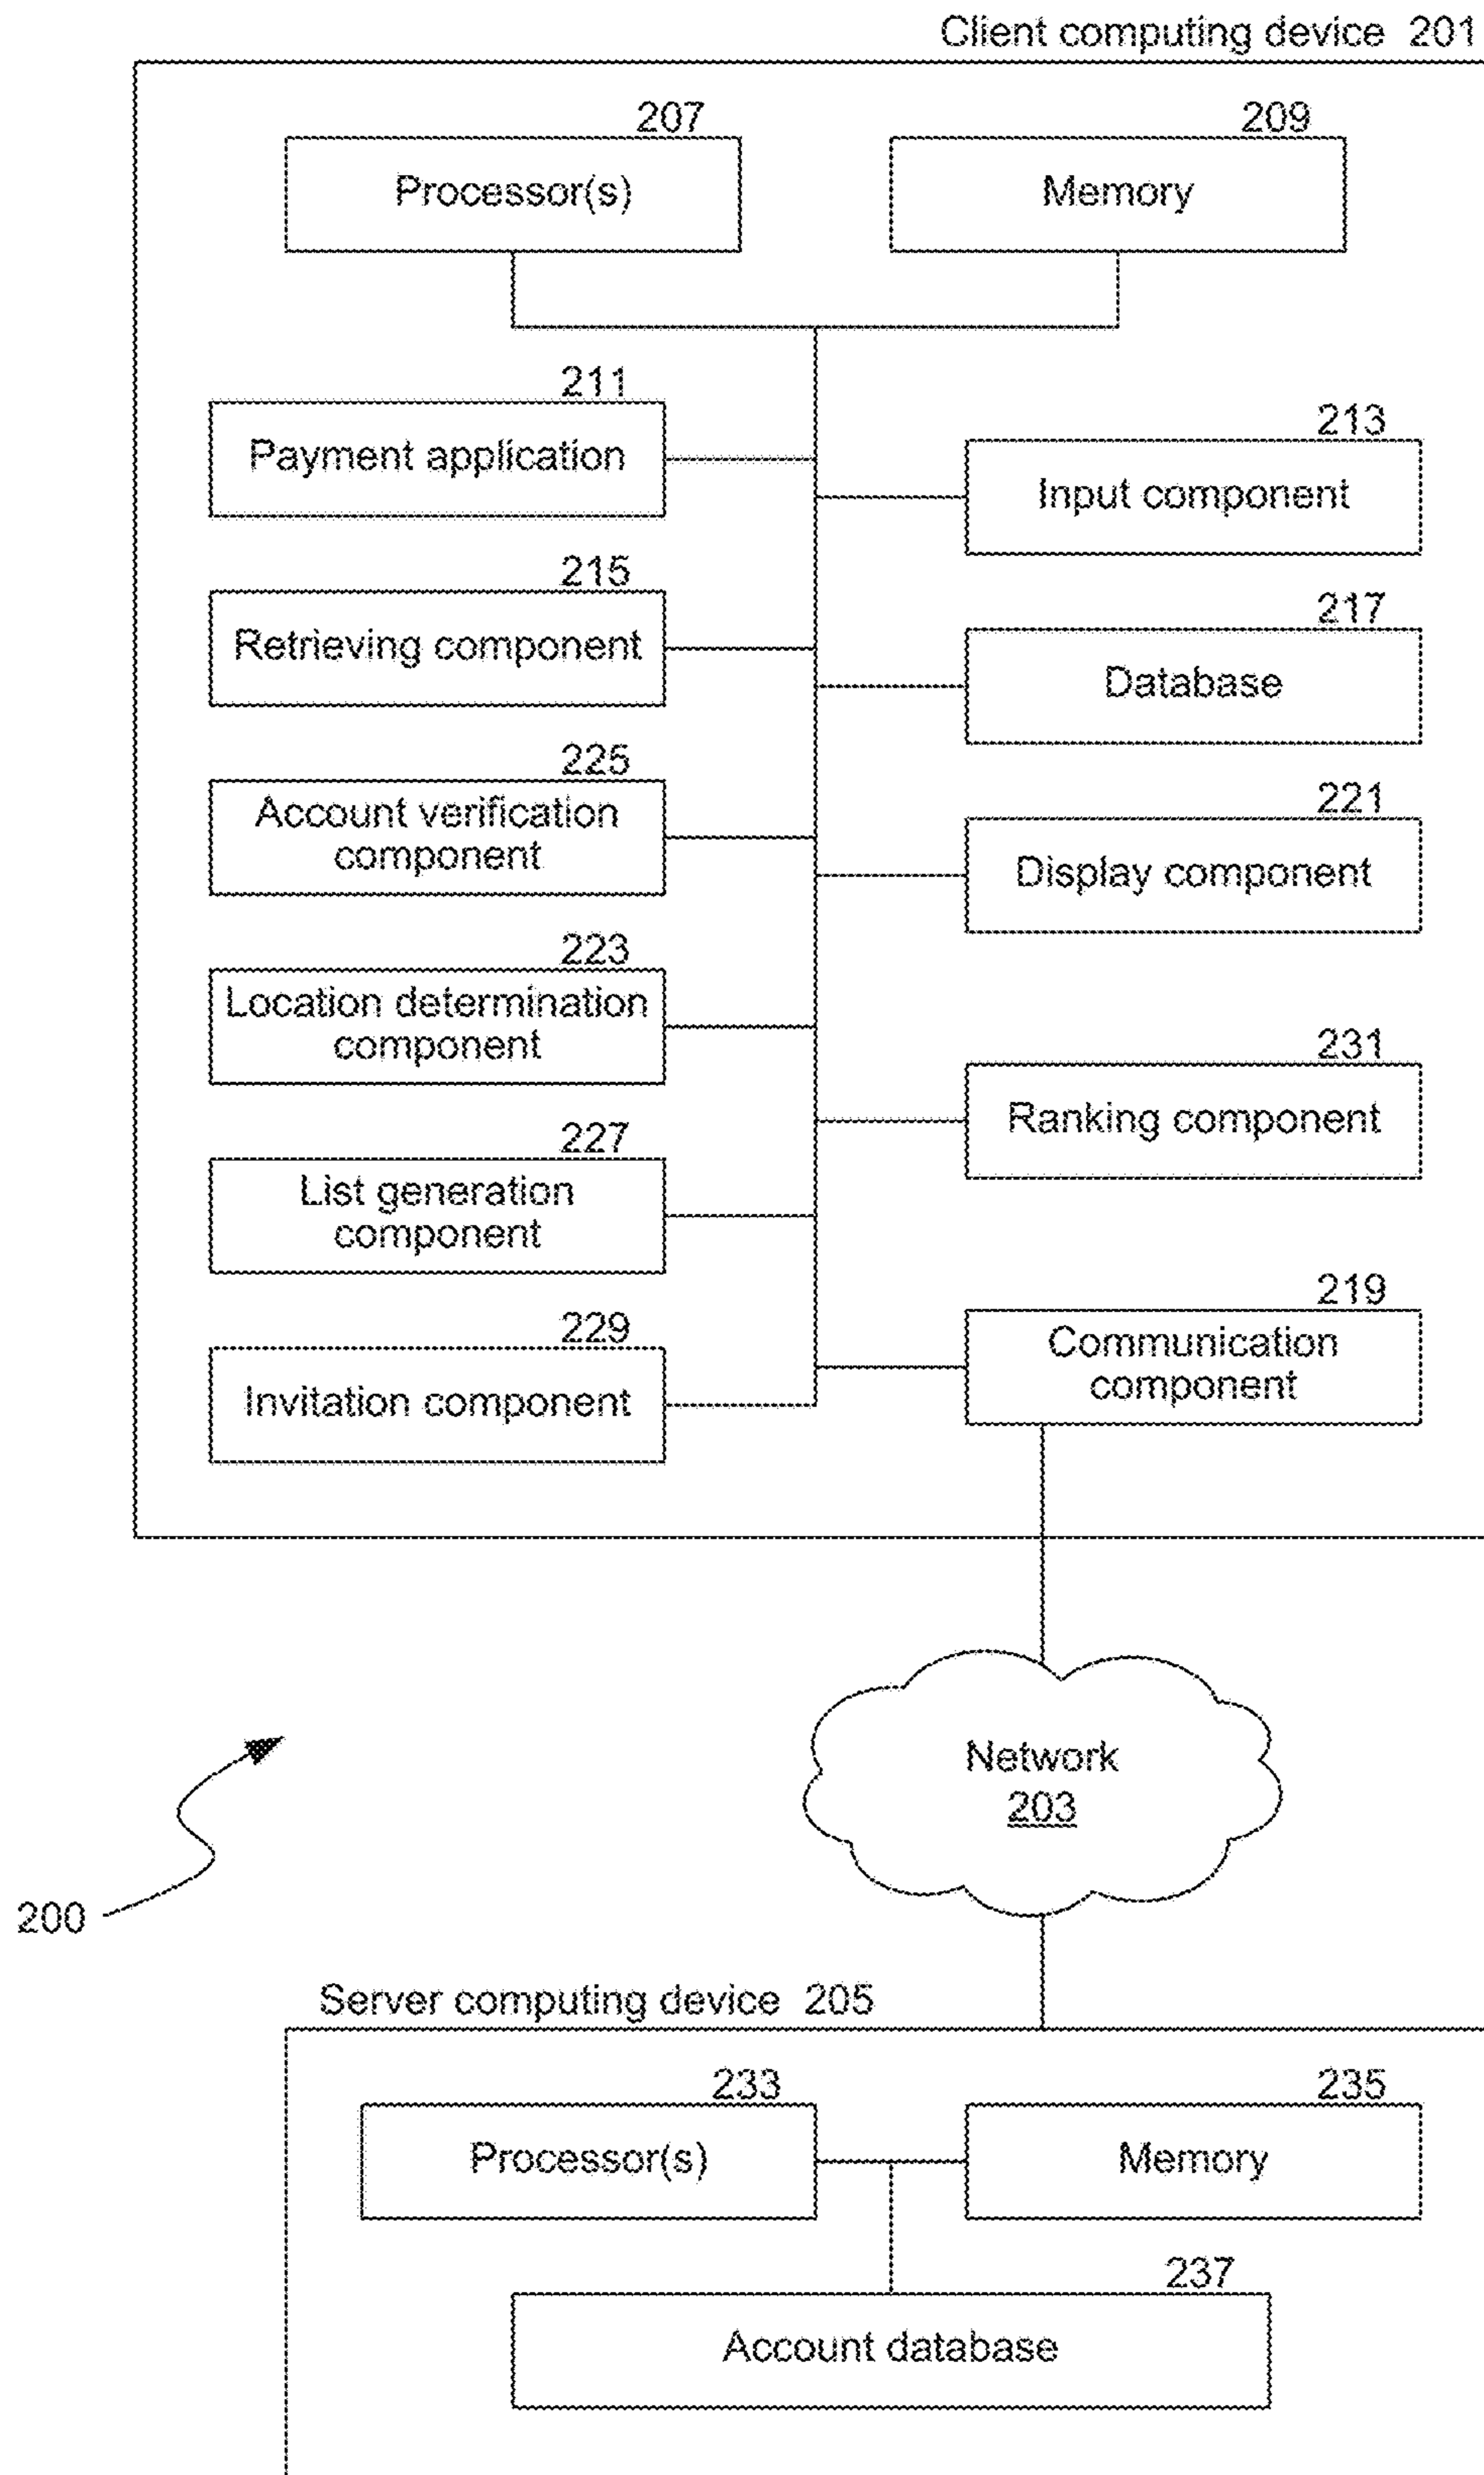 Client computing device 201
207
Processor(s)
209
Memory
211
Payment application
213
Input component
215
Retrieving component
217
Database
225
Account verification
component
221
Display component
223
Location determination
component
231
Ranking component
227
List generation
component
219
Communication
component
229
Invitation component
Network
203
200
Server computing device 205
233
Processor(s)
235
Memory
237
Account database